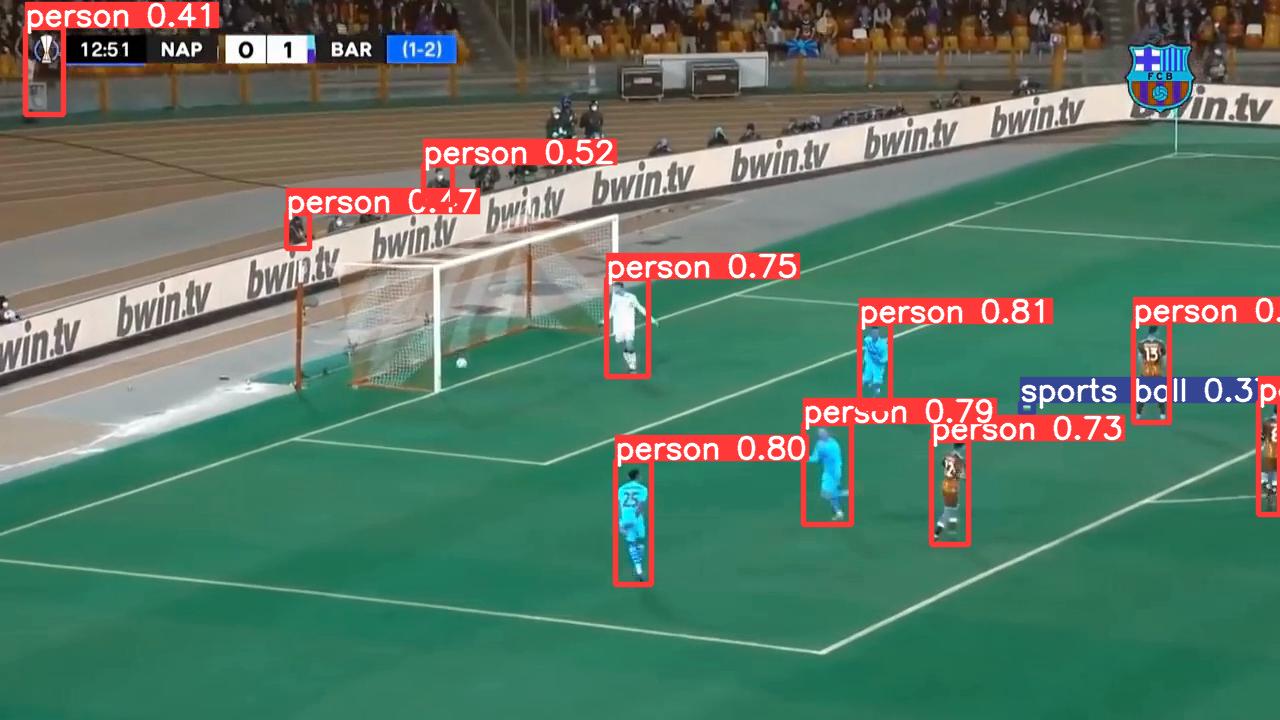 person 0.41
12:51 NAP 0 1 BAR (1-2)
FCB
bwin.tv
bwin.tv
bwin.tv
person 0.52
bwin.tv
bwin.tv
person 0.47
bwin.tv
bwin.tv
bwin.tv
bwin.tv
person 0.75
person 0.81
person 0.
13
sports ball 0.3
person 0.79
person 0.73
person 0.80
25